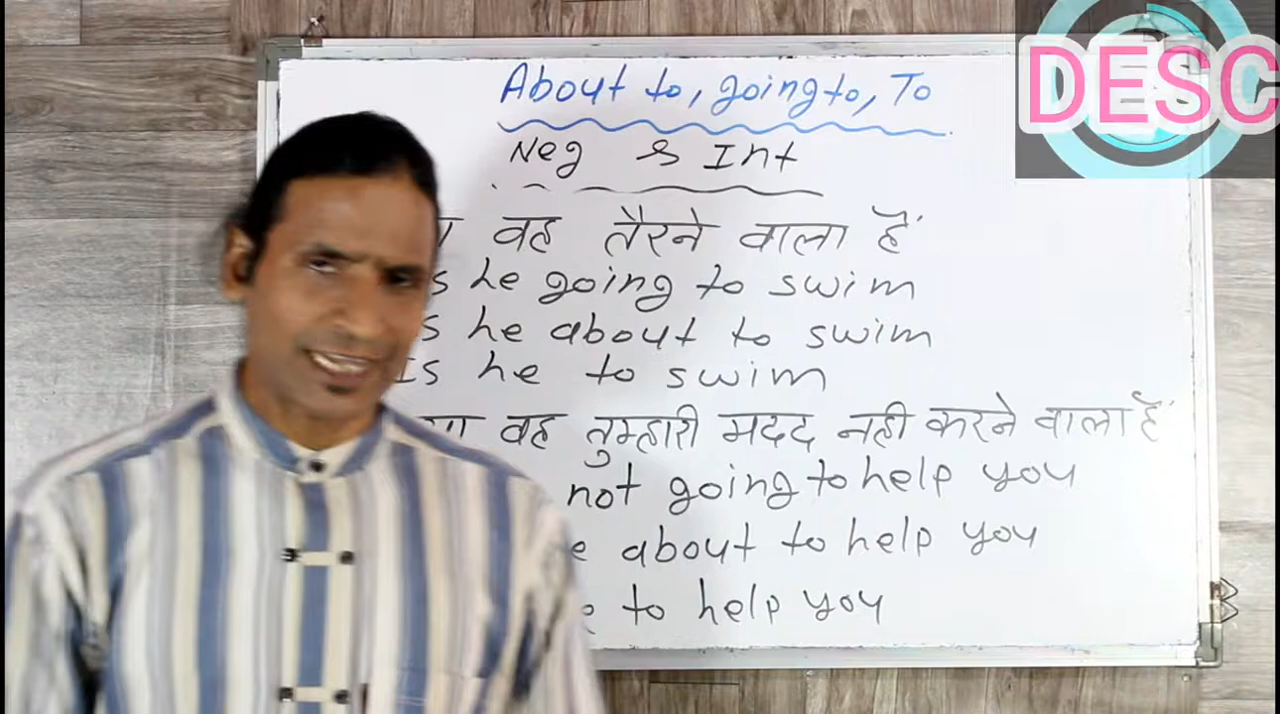 DESC
About to, going to, To
Neg & Int
वह तैरने वाला हैं
he going to swim
he about to swim
Is he to swim
वह तुम्हारी मदद नही करने वाला हैं
not going to help you
about to help you
to help you